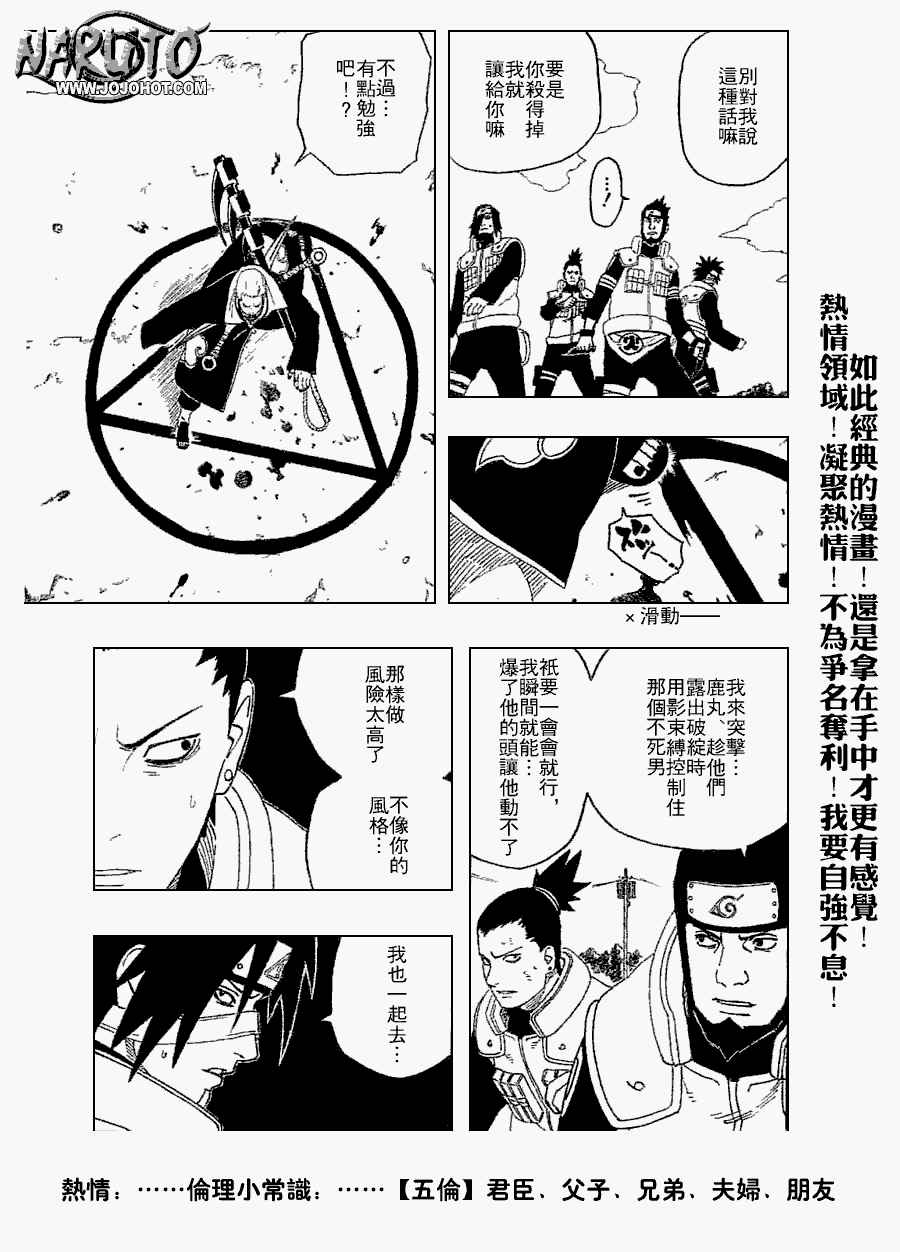 NARUTO
WWW.JOJOHOT.COM
別對我說
這種話嘛
要是
你殺得掉
我就
讓給你嘛
…!
不過…
有點勉強
吧!?
ズッ
×滑動——
我來突擊…
鹿丸、趁他們
露出破綻時
用影束縛控制住
那個不死男
衹要一會會就行,
我瞬間就能…
爆了他的頭讓他動不了
那樣做
風險太高了
不像你的
風格…
我也一起去…
如此經典的漫畫!還是拿在手中才更有感覺!
熱情領域!凝聚熱情!不為爭名奪利!我要自強不息!
熱情:……倫理小常識:……【五倫】君臣、父子、兄弟、夫婦、朋友